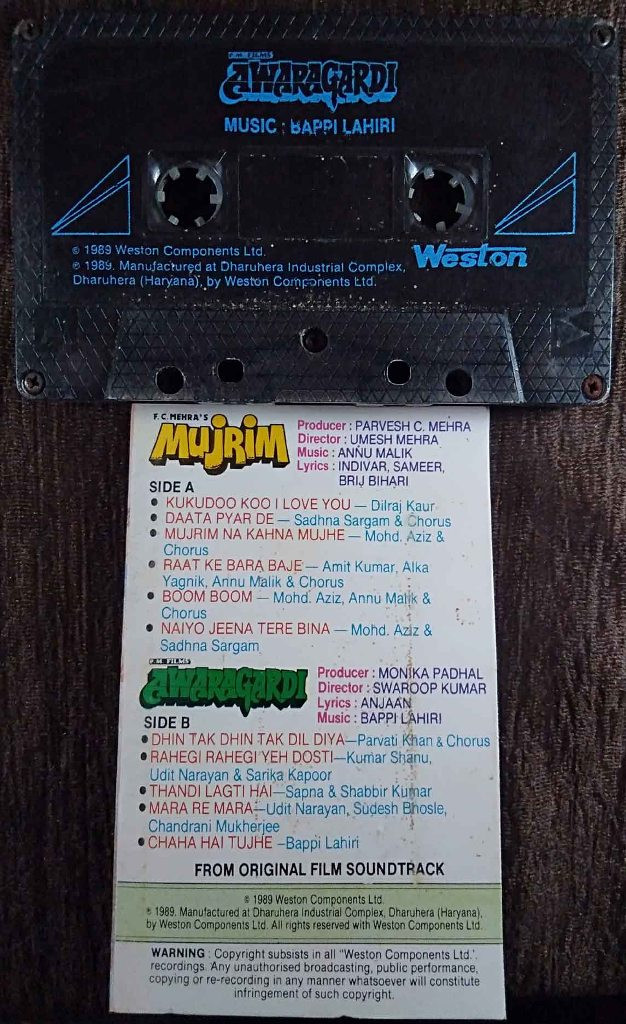 F.M. FILMS
AWARAGARDI
MUSIC : BAPPI LAHIRI
© 1989 Weston Components Ltd.
℗ 1989. Manufactured at Dharuhera Industrial Complex,
Dharuhera (Haryana), by Weston Components Ltd.
Weston
F.C. MEHRA'S
MUJRIM
Producer : PARVESH C. MEHRA
Director : UMESH MEHRA
Music : ANNU MALIK
Lyrics : INDIVAR, SAMEER,
BRIJ BIHARI
SIDE A
• KUKUDOO KOO I LOVE YOU — Dilraj Kaur
• DAATA PYAR DE — Sadhna Sargam & Chorus
• MUJRIM NA KAHNA MUJHE — Mohd. Aziz &
Chorus
• RAAT KE BARA BAJE — Amit Kumar, Alka
Yagnik, Annu Malik & Chorus
• BOOM BOOM — Mohd. Aziz, Annu Malik &
Chorus
• NAIYO JEENA TERE BINA — Mohd. Aziz &
Sadhna Sargam
F.M. FILMS
AWARAGARDI
Producer : MONIKA PADHAL
Director : SWAROOP KUMAR
Lyrics : ANJAAN
Music : BAPPI LAHIRI
SIDE B
• DHIN TAK DHIN TAK DIL DIYA—Parvati Khan & Chorus
• RAHEGI RAHEGI YEH DOSTI—Kumar Shanu,
Udit Narayan & Sarika Kapoor
• THANDI LAGTI HAI—Sapna & Shabbir Kumar
• MARA RE MARA—Udit Narayan, Sudesh Bhosle,
Chandrani Mukherjee
• CHAHA HAI TUJHE –Bappi Lahiri
FROM ORIGINAL FILM SOUNDTRACK
© 1989 Weston Components Ltd.
℗ 1989. Manufactured at Dharuhera Industrial Complex, Dharuhera (Haryana),
by Weston Components Ltd. All rights reserved with Weston Components Ltd.
WARNING : Copyright subsists in all "Weston Components Ltd.'.
recordings. Any unauthorised broadcasting, public performance,
copying or re-recording in any manner whatsoever will constitute
infringement of such copyright.